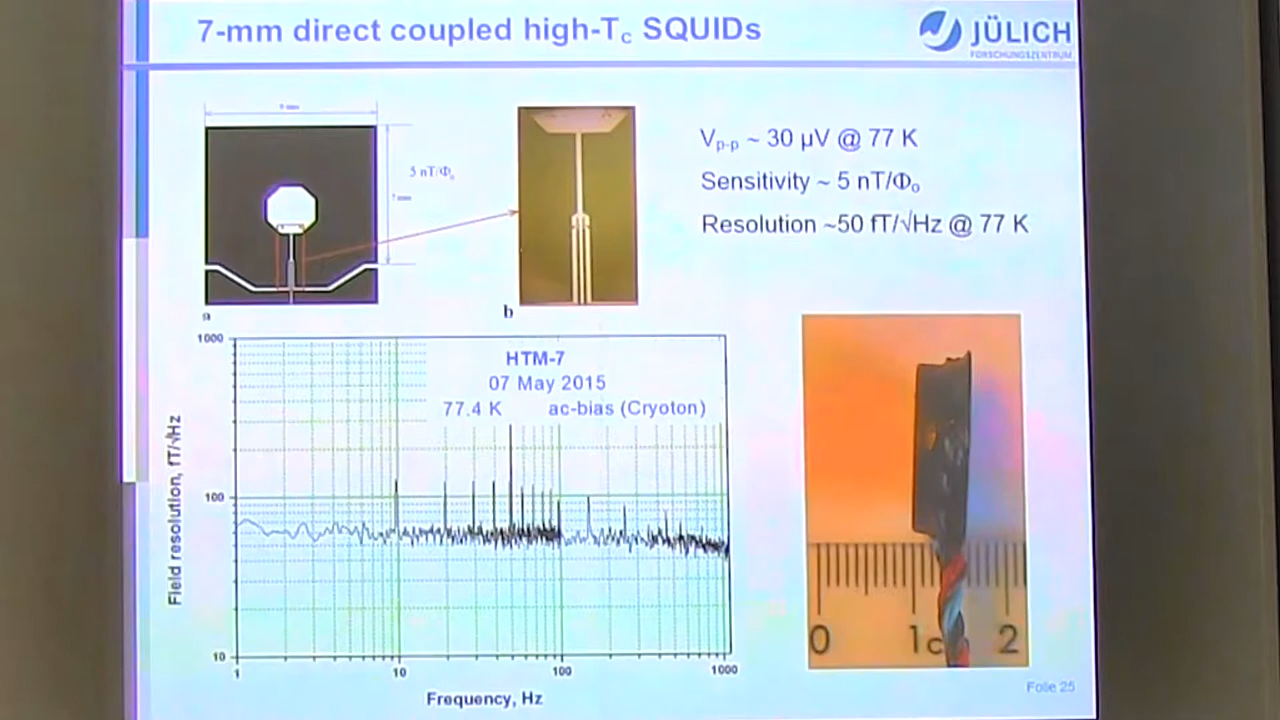 7-mm direct coupled high-Tc SQUIDs
JÜLICH
FORSCHUNGSZENTRUM
5 nT/Φo
7 mm
a
b
Vp-p ~ 30 µV @ 77 K
Sensitivity ~ 5 nT/Φo
Resolution ~50 fT/√Hz @ 77 K
HTM-7
07 May 2015
77.4 K ac-bias (Cryoton)
Field resolution, fT/√Hz
1000
100
10
1 10 100 1000
Frequency, Hz
0 1c 2
Folie 25